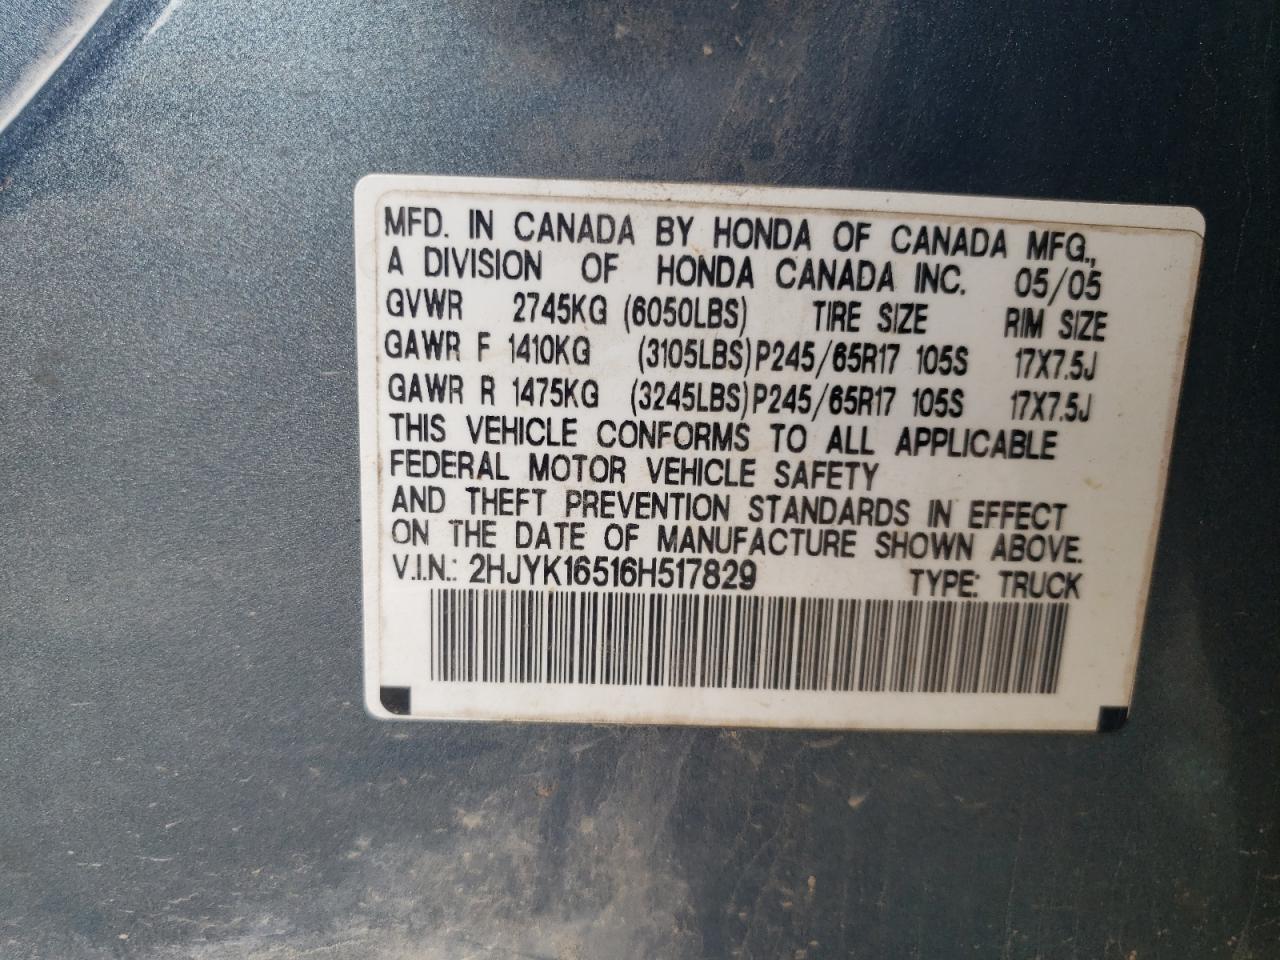 MFD. IN CANADA BY HONDA OF CANADA MFG.,
A DIVISION OF HONDA CANADA INC. 05/05
GVWR 2745KG (6050LBS) TIRE SIZE RIM SIZE
GAWR F 1410KG (3105LBS) P245/65R17 105S 17X7.5J
GAWR R 1475KG (3245LBS) P245/65R17 105S 17X7.5J
THIS VEHICLE CONFORMS TO ALL APPLICABLE
FEDERAL MOTOR VEHICLE SAFETY
AND THEFT PREVENTION STANDARDS IN EFFECT
ON THE DATE OF MANUFACTURE SHOWN ABOVE.
V.I.N.: 2HJYK16516H517829 TYPE: TRUCK